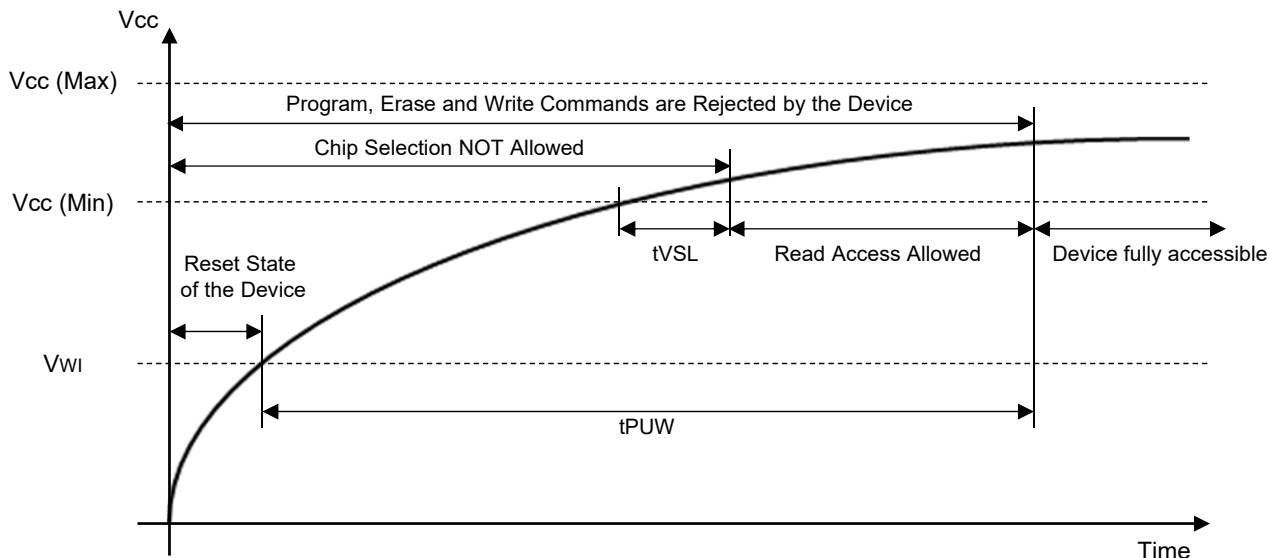 Vcc
Vcc (Max)
Program, Erase and Write Commands are Rejected by the Device
Chip Selection NOT Allowed
Vcc (Min)
tVSL
Read Access Allowed
Device fully accessible
Reset State
of the Device
VWI
tPUW
Time